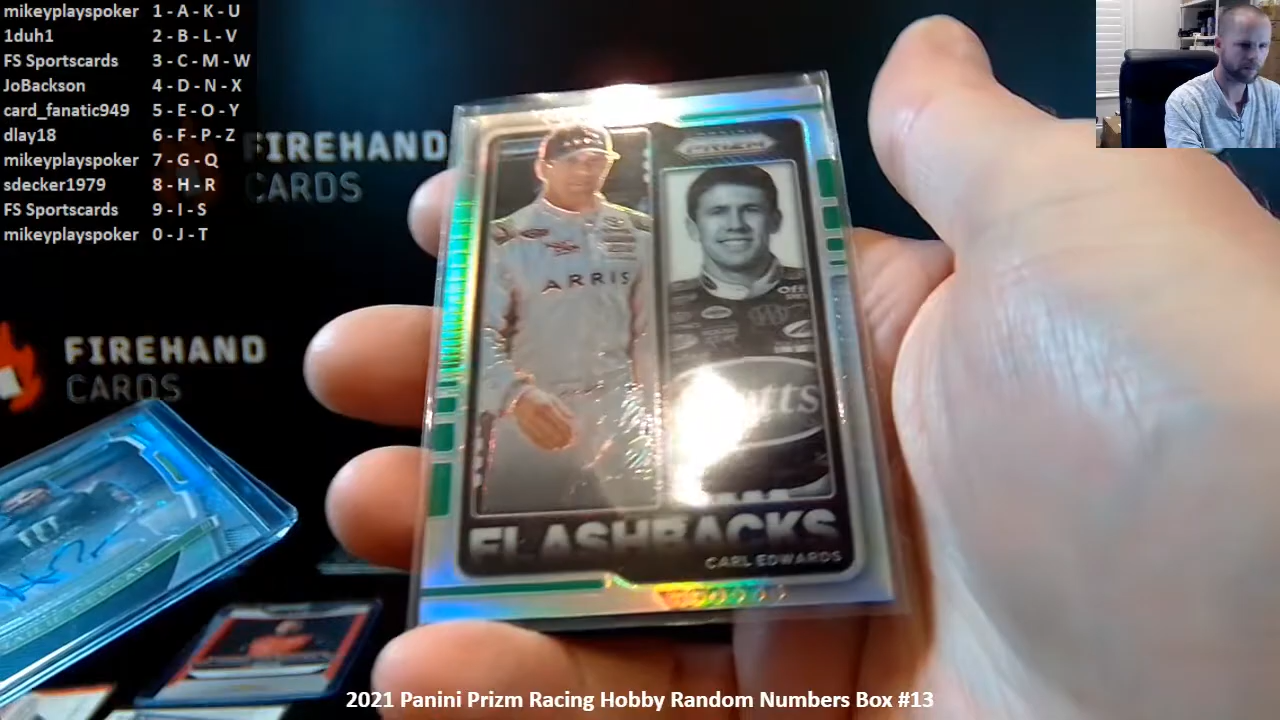 mikeyplayspoker 1 - A - K - U
1duh1 2 - B - L - V
FS Sportscards 3 - C - M - W
JoBackson 4 - D - N - X
card_fanatic949 5 - E - O - Y
dlay18 6 - F - P - Z
mikeyplayspoker 7 - G - Q
sdecker1979 8 - H - R
FS Sportscards 9 - I - S
mikeyplayspoker 0 - J - T
FIREHAND
CARDS
FIREHAND
CARDS
PRIZM
ARRIS
FLASHBACKS
CARL EDWARDS
2021 Panini Prizm Racing Hobby Random Numbers Box #13